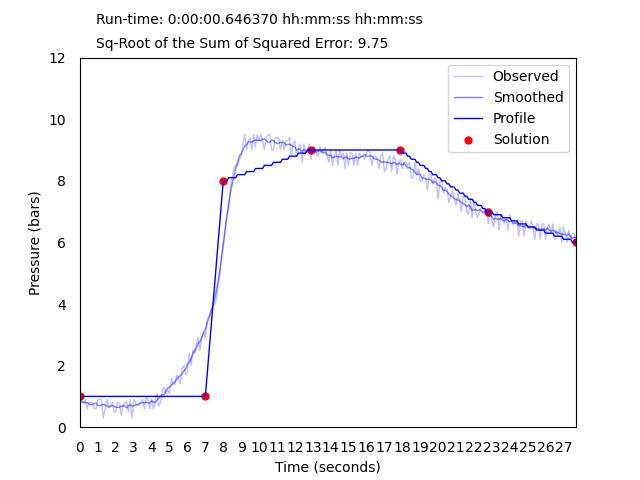 Run-time: 0:00:00.646370 hh:mm:ss hh:mm:ss
Sq-Root of the Sum of Squared Error: 9.75
12
10
8
6
4
2
0
Pressure (bars)
Observed
Smoothed
Profile
Solution
0 1 2 3 4 5 6 7 8 9 10 11 12 13 14 15 16 17 18 19 20 21 22 23 24 25 26 27
Time (seconds)